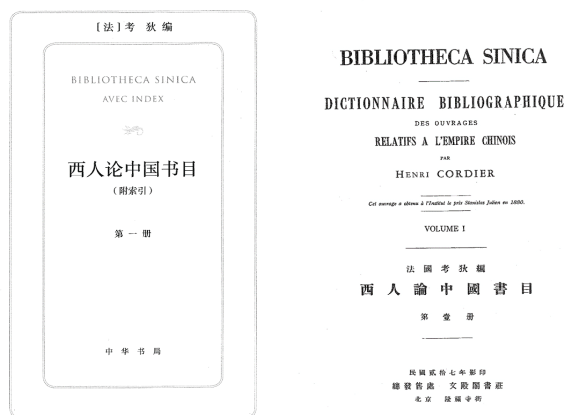 [法]考 狄 编
BIBLIOTHECA SINICA
AVEC INDEX
西人论中国书目
(附索引)
第 一 册
中 华 书 局
BIBLIOTHECA SINICA
DICTIONNAIRE BIBLIOGRAPHIQUE
DES OUVRAGES
RELATIFS A L'EMPIRE CHINOIS
PAR
HENRI CORDIER
Cet ouvrage a obtenu à l'Institut le prix Stanislas Julien en 1880.
VOLUME I
法 國 考 狄 編
西 人 論 中 國 書 目
第 壹 册
民 國 貳 拾 七 年 影 印
總 發 售 處 文 殿 閣 書 莊
北 京 隆 福 寺 街